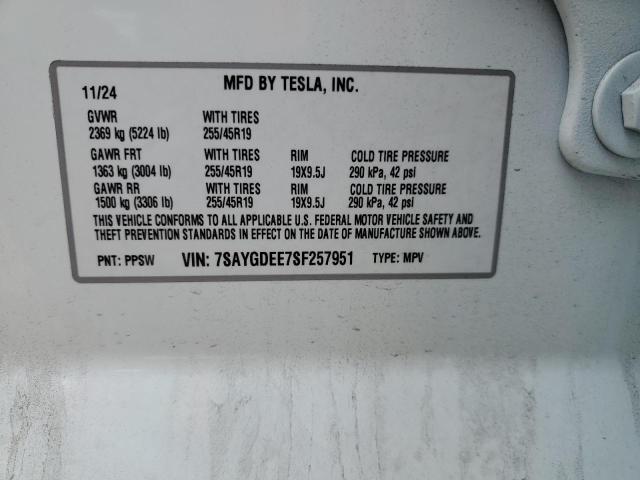 MFD BY TESLA, INC.
11/24
GVWR WITH TIRES
2369 kg (5224 lb) 255/45R19
GAWR FRT WITH TIRES RIM COLD TIRE PRESSURE
1363 kg (3004 lb) 255/45R19 19X9.5J 290 kPa, 42 psi
GAWR RR WITH TIRES RIM COLD TIRE PRESSURE
1500 kg (3306 lb) 255/45R19 19X9.5J 290 kPa, 42 psi
THIS VEHICLE CONFORMS TO ALL APPLICABLE U.S. FEDERAL MOTOR VEHICLE SAFETY AND
THEFT PREVENTION STANDARDS IN EFFECT ON THE DATE OF MANUFACTURE SHOWN ABOVE.
PNT: PPSW VIN: 7SAYGDEE7SF257951 TYPE: MPV